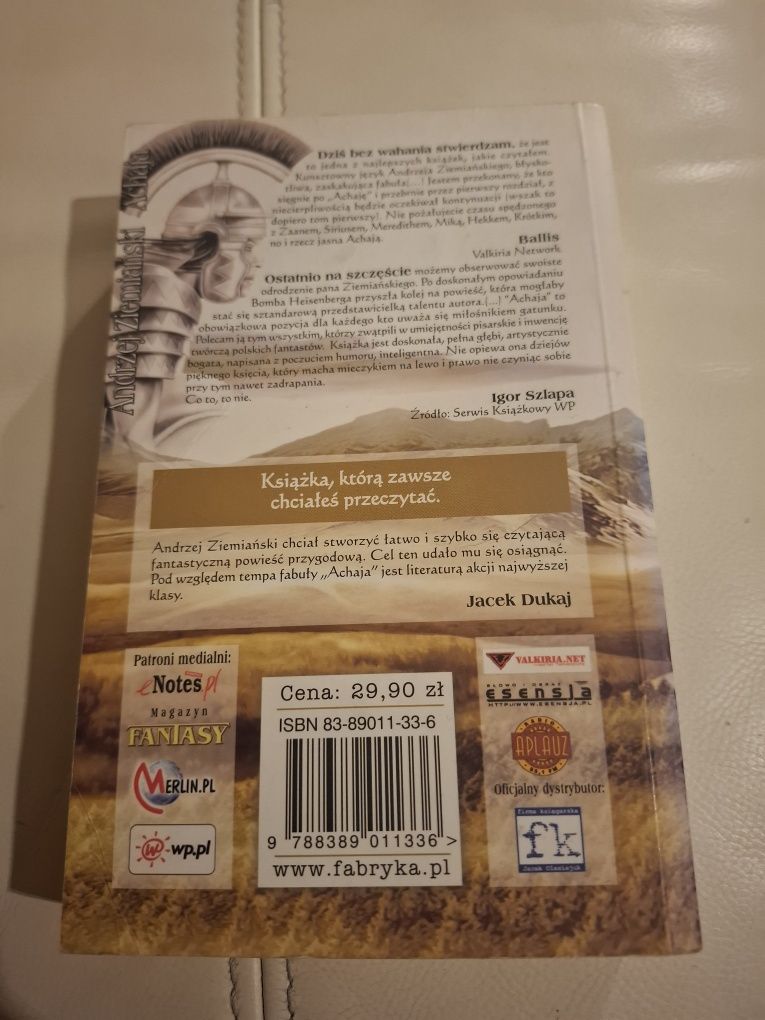 Andrzej Ziemiański Achaja
Dziś bez wahania stwierdzam, że jest
to jedna z najlepszych książek, jakie czytałem.
Kunsztowny język Andrzeja Ziemiańskiego, błysko-
tliwa, zaskakująca fabuła[...] Jestem przekonany, że kto
sięgnie po „Achaję" i przebrnie przez pierwszy rozdział, z
niecierpliwością będzie oczekiwał kontynuacji (wszak to
dopiero tom pierwszy). Nie pożałujecie czasu spędzonego
z Zaanem, Siriusem, Meredithem, Miką, Hekkem, Krótkim,
no i rzecz jasna Achają.
Ballis
Valkiria Network
Ostatnio na szczęście możemy obserwować swoiste
odrodzenie pana Ziemiańskiego. Po doskonałym opowiadaniu
Bomba Heisenberga przyszła kolej na powieść, która mogłaby
stać się sztandarową przedstawicielką talentu autora.[...] "Achaja" to
obowiązkowa pozycja dla każdego kto uważa się miłośnikiem gatunku.
Polecam ją tym wszystkim, którzy zwątpili w umiejętności pisarskie i inwencję
twórczą polskich fantastów. Książka jest doskonała, pełna głębi, artystycznie
bogata, napisana z poczuciem humoru, inteligentna. Nie opiewa ona dziejów
pięknego księcia, który macha mieczykiem na lewo i prawo nie czyniąc sobie
przy tym nawet zadrapania.
Co to, to nie.
Igor Szlapa
Źródło: Serwis Książkowy WP
Książka, którą zawsze
chciałeś przeczytać.
Andrzej Ziemiański chciał stworzyć łatwo i szybko się czytającą
fantastyczną powieść przygodową. Cel ten udało mu się osiągnąć.
Pod względem tempa fabuły „Achaja" jest literaturą akcji najwyższej
klasy.
Jacek Dukaj
Patroni medialni:
eNotes.pl
Magazyn
FANTASY
MERLIN.PL
wp.pl
Cena: 29,90 zł
ISBN 83-89011-33-6
9 788389 011336 >
www.fabryka.pl
VALKIRIA.NET
SŁOWO I OBRAZ
ESENSJA
HTTP://WWW.ESENSJA.PL
RADIO
APLAUZ
Oficjalny dystrybutor:
firma księgarska
fk
Jacek Olesiejuk